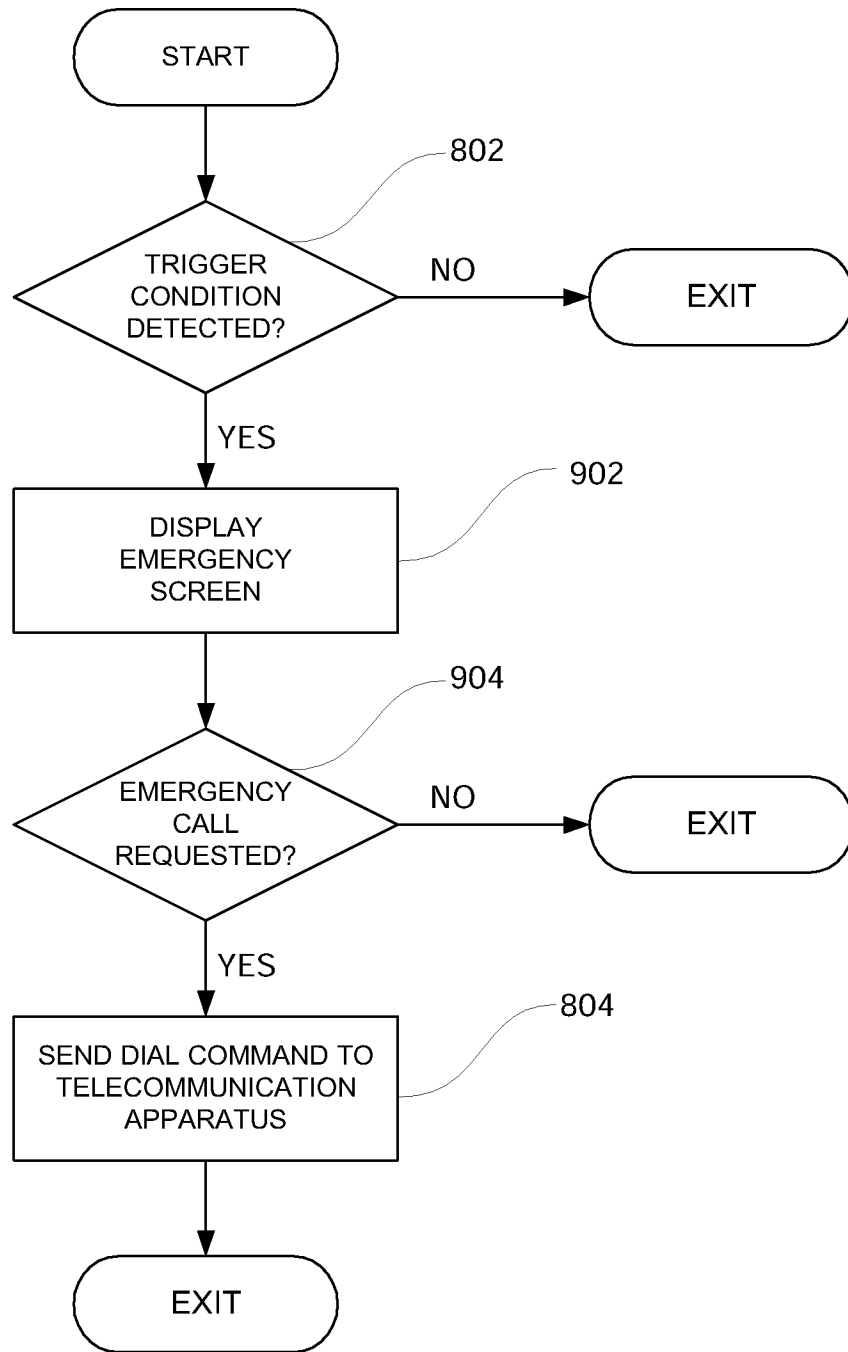 START
802
TRIGGER
CONDITION
DETECTED?
NO
EXIT
YES
902
DISPLAY
EMERGENCY
SCREEN
904
EMERGENCY
CALL
REQUESTED?
NO
EXIT
YES
804
SEND DIAL COMMAND TO
TELECOMMUNICATION
APPARATUS
EXIT